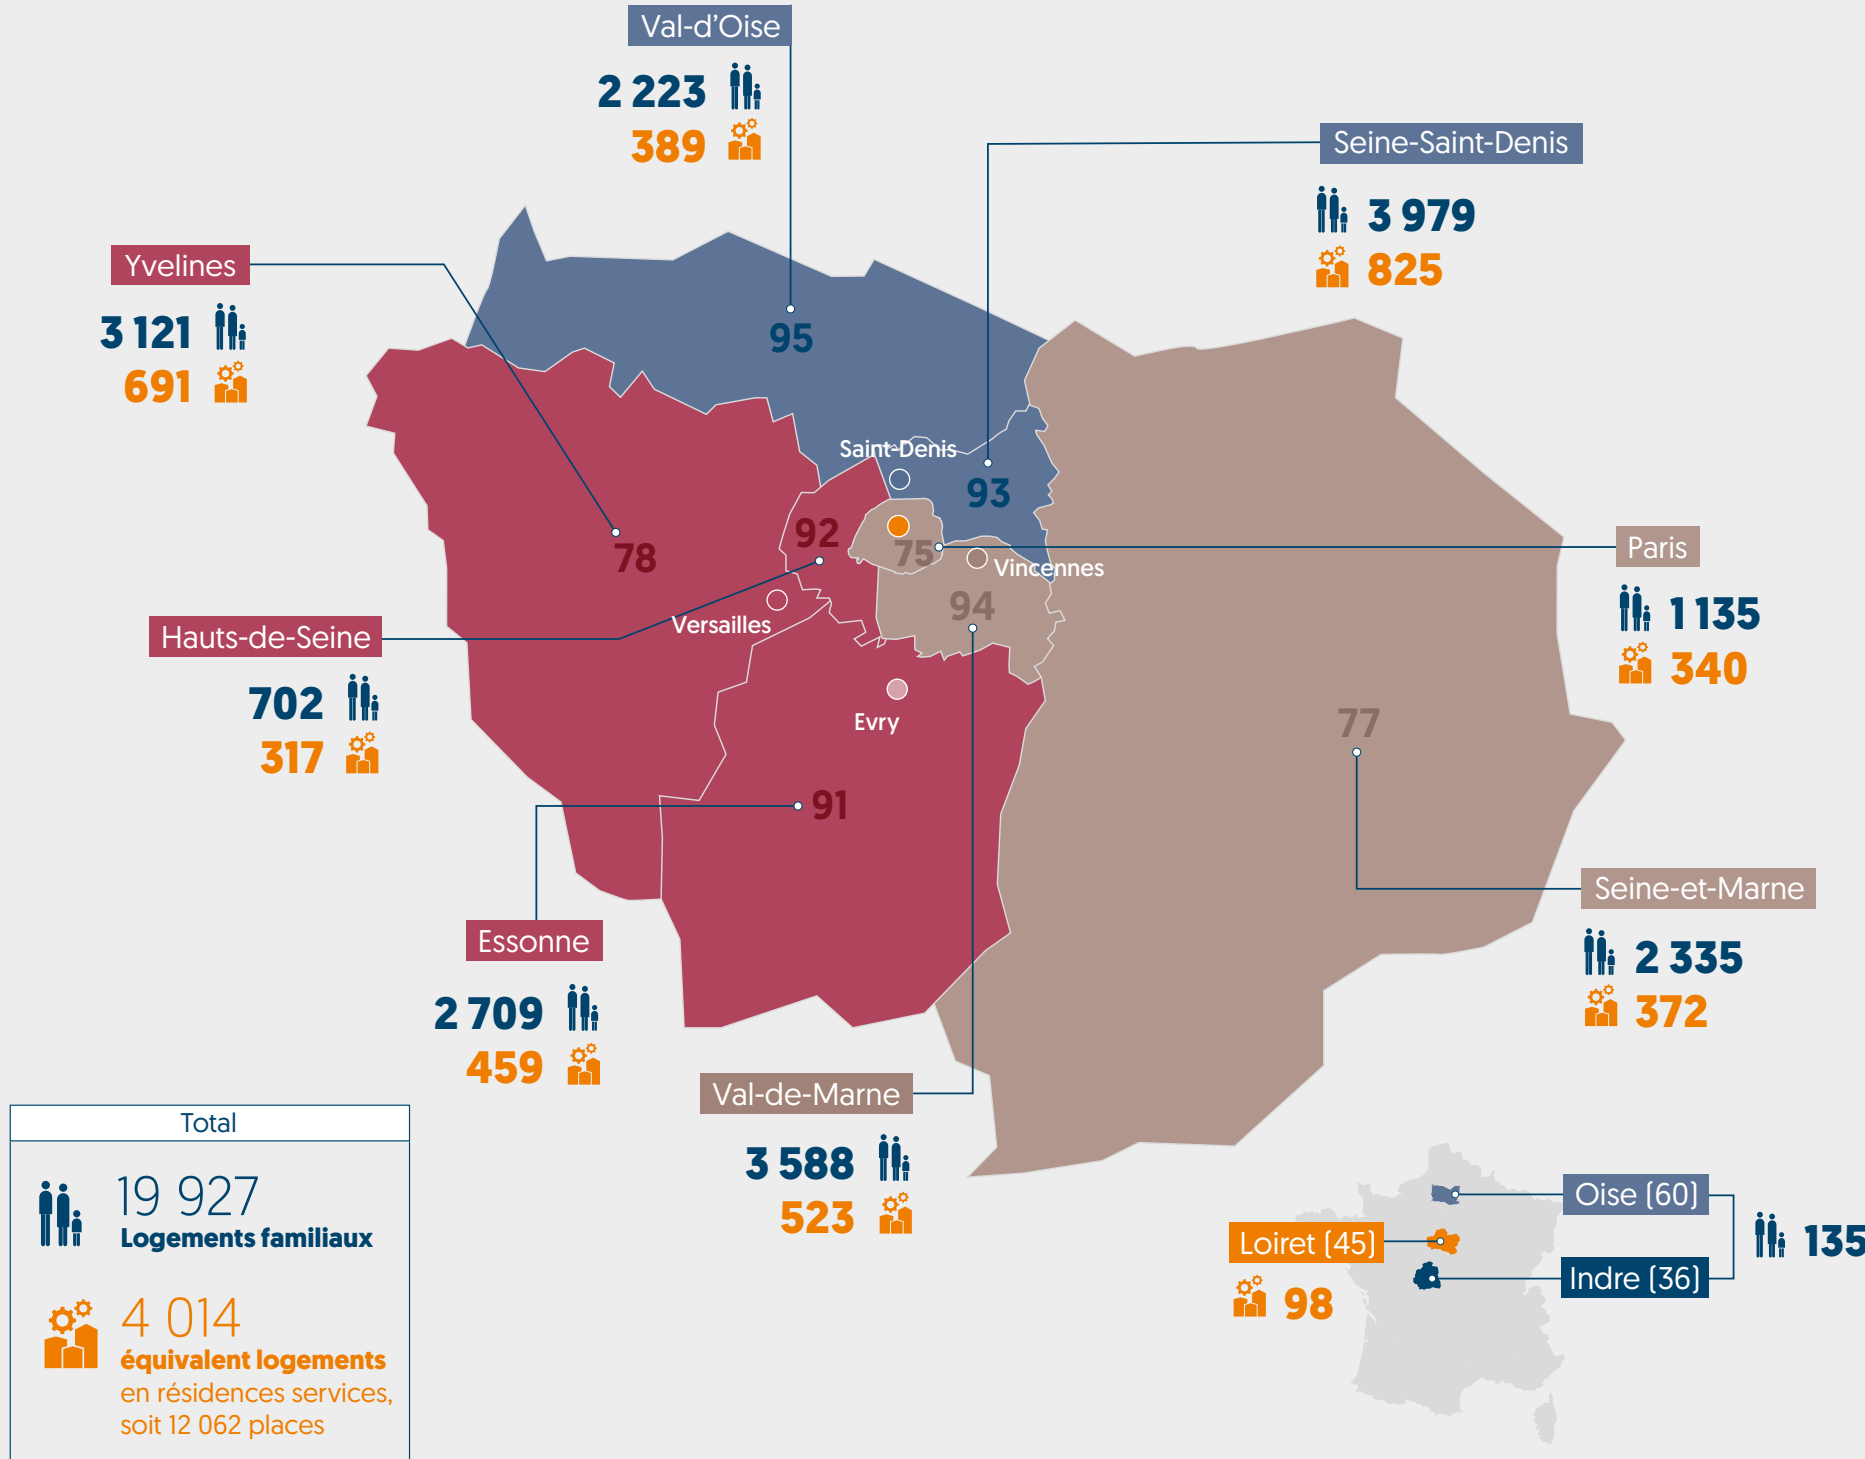 Val-d'Oise
2 223
389
Seine-Saint-Denis
3 979
825
Yvelines
3 121
691
95
Saint-Denis
93
92
78
75
Vincennes
Paris
1 135
340
94
Versailles
Hauts-de-Seine
702
317
Evry
77
91
Seine-et-Marne
2 335
372
Essonne
2 709
459
Val-de-Marne
3 588
523
Total
19 927
Logements familiaux
4 014
équivalent logements
en résidences services,
soit 12 062 places
Oise (60)
135
Loiret (45)
98
Indre (36)